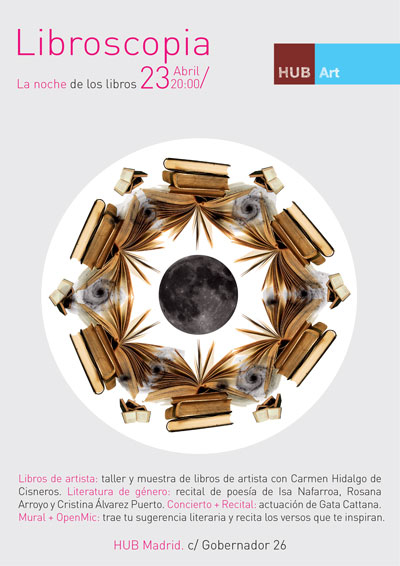 Libroscopia
La noche de los libros 23 Abril 20:00/
HUB Art
Libros de artista: taller y muestra de libros de artista con Carmen Hidalgo de
Cisneros. Literatura de género: recital de poesía de Isa Nafarroa, Rosana
Arroyo y Cristina Álvarez Puerto. Concierto + Recital: actuación de Gata Cattana.
Mural + OpenMic: trae tu sugerencia literaria y recita los versos que te inspiran.
HUB Madrid. c/ Gobernador 26